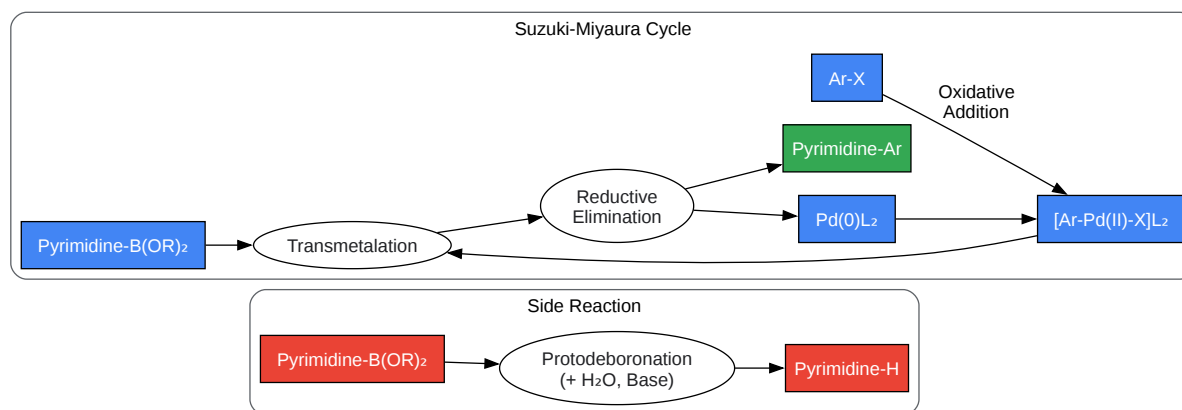 Suzuki-Miyaura Cycle
Ar-X
Oxidative
Addition
Pyrimidine-Ar
Reductive
Elimination
Pd(0)L₂
[Ar-Pd(II)-X]L₂
Pyrimidine-B(OR)₂
Transmetalation
Side Reaction
Pyrimidine-B(OR)₂
Protodeboronation
(+ H₂O, Base)
Pyrimidine-H